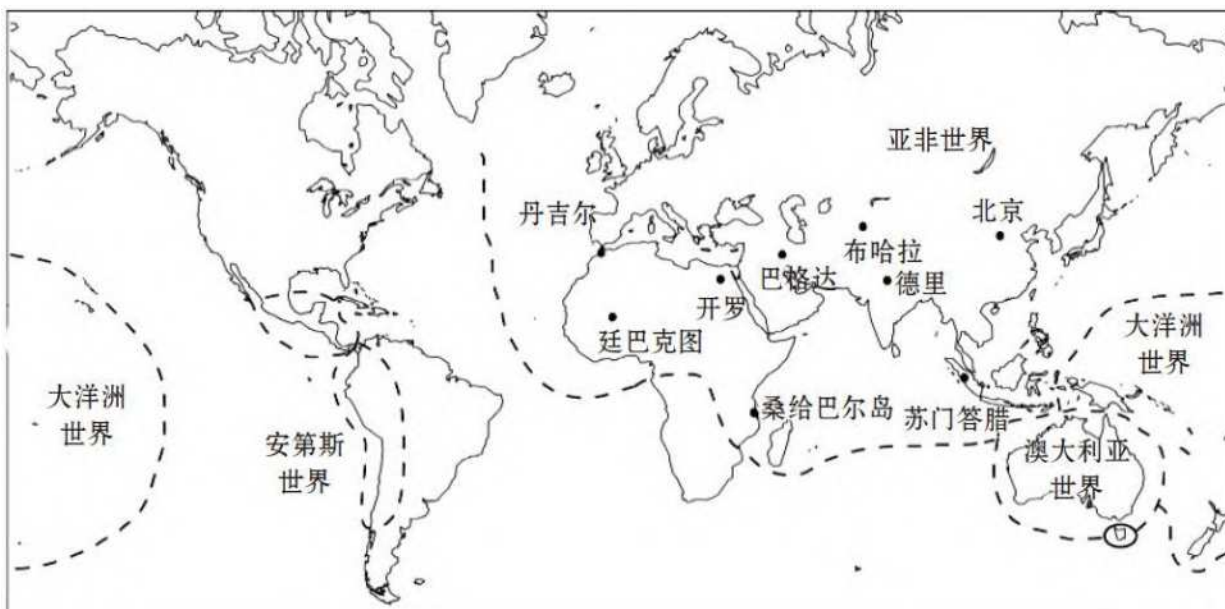 亚非世界
丹吉尔
北京
布哈拉
巴格达
德里
开罗
廷巴克图
大洋洲
世界
大洋洲
世界
桑给巴尔岛
苏门答腊
安第斯
世界
澳大利亚
世界